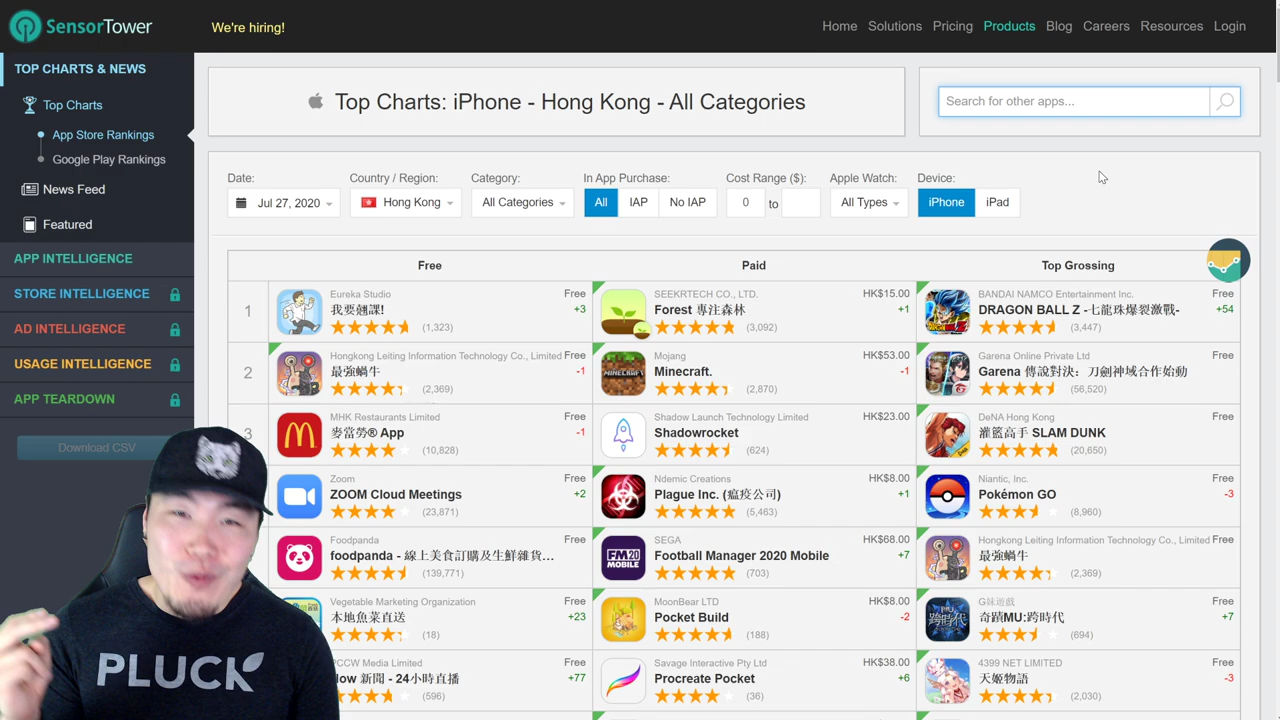 SensorTower
We're hiring!
Home Solutions Pricing Products Blog Careers Resources Login
TOP CHARTS & NEWS
Top Charts
App Store Rankings
Google Play Rankings
News Feed
Featured
APP INTELLIGENCE
STORE INTELLIGENCE
AD INTELLIGENCE
USAGE INTELLIGENCE
APP TEARDOWN
Download CSV
Top Charts: iPhone - Hong Kong - All Categories
Search for other apps...
Date: Country / Region: Category: In App Purchase: Cost Range ($): Apple Watch: Device:
Jul 27, 2020 Hong Kong All Categories All IAP No IAP 0 to All Types iPhone iPad
Free Paid Top Grossing
1
Eureka Studio Free
我要翹課! +3
(1,323)
SEEKRTECH CO., LTD. HK$15.00
Forest 專注森林 +1
(3,092)
BANDAI NAMCO Entertainment Inc. Free
DRAGON BALL Z -七龍珠爆裂激戰- +54
(3,447)
2
Hongkong Leiting Information Technology Co., Limited Free
最強蝸牛 -1
(2,369)
Mojang HK$53.00
Minecraft. -1
(2,870)
MINECRAFT
Garena Online Private Ltd Free
Garena 傳說對決：刀劍神域合作始動
(56,520)
3
MHK Restaurants Limited Free
麥當勞® App -1
(10,828)
Shadow Launch Technology Limited HK$23.00
Shadowrocket
(624)
DeNA Hong Kong Free
灌籃高手 SLAM DUNK
(20,650)
Zoom Free
ZOOM Cloud Meetings +2
(23,871)
Ndemic Creations HK$8.00
Plague Inc. (瘟疫公司) +1
(5,463)
Niantic, Inc. Free
Pokémon GO -3
(8,960)
Foodpanda Free
foodpanda - 線上美食訂購及生鮮雜貨…
(139,771)
SEGA HK$68.00
Football Manager 2020 Mobile +7
(703)
FM20
MOBILE
Hongkong Leiting Information Technology Co., Limited Free
最強蝸牛
(2,369)
Vegetable Marketing Organization Free
本地魚菜送 +23
(18)
MoonBear LTD HK$8.00
Pocket Build -2
(188)
G妹遊戲 Free
奇蹟MU:跨時代 +7
(694)
PCCW Media Limited Free
Now 新聞 - 24小時直播 +77
(596)
Savage Interactive Pty Ltd HK$38.00
Procreate Pocket +6
(36)
4399 NET LIMITED Free
天姬物語 -3
(2,030)
PLUCK